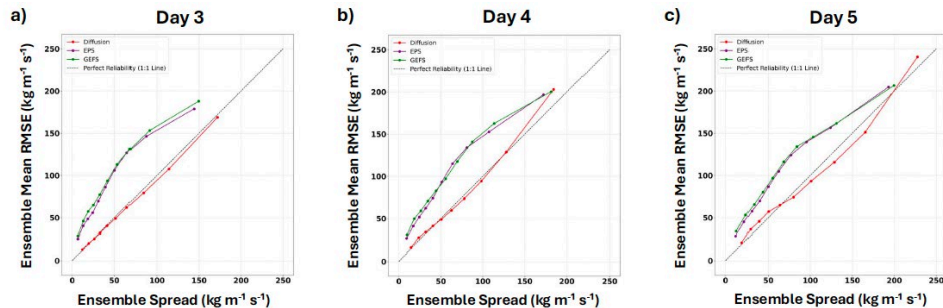 a) Day 3
Diffusion
EPS
GEFS
Perfect Reliability (1:1 Line)
Ensemble Mean RMSE (kg m⁻¹ s⁻¹)
250
200
150
100
50
0
0 50 100 150 200 250
Ensemble Spread (kg m⁻¹ s⁻¹)
b) Day 4
Diffusion
EPS
GEFS
Perfect Reliability (1:1 Line)
Ensemble Mean RMSE (kg m⁻¹ s⁻¹)
250
200
150
100
50
0
0 50 100 150 200 250
Ensemble Spread (kg m⁻¹ s⁻¹)
c) Day 5
Diffusion
EPS
GEFS
Perfect Reliability (1:1 Line)
Ensemble Mean RMSE (kg m⁻¹ s⁻¹)
250
200
150
100
50
0
0 50 100 150 200 250
Ensemble Spread (kg m⁻¹ s⁻¹)